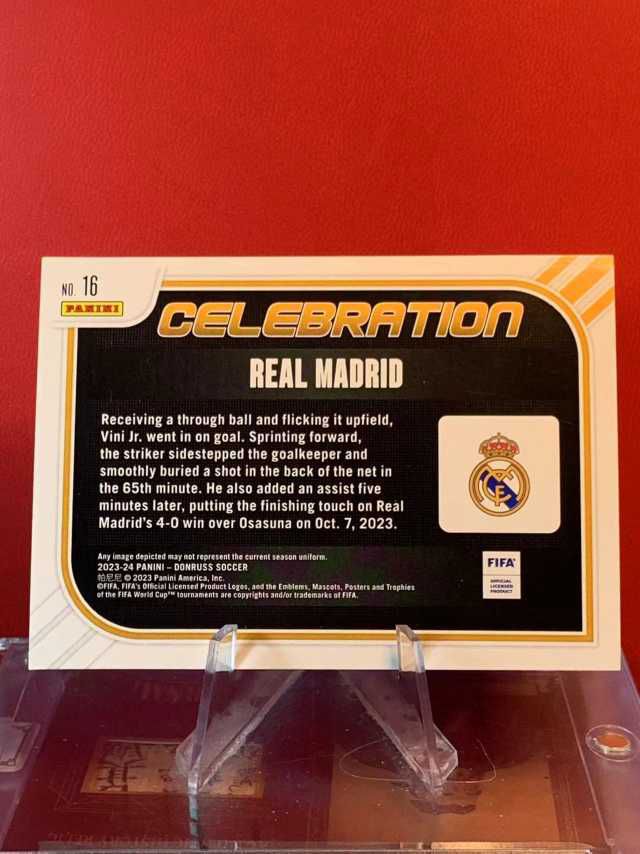 NO. 16
PANINI
CELEBRATION
REAL MADRID
Receiving a through ball and flicking it upfield,
Vini Jr. went in on goal. Sprinting forward,
the striker sidestepped the goalkeeper and
smoothly buried a shot in the back of the net in
the 65th minute. He also added an assist five
minutes later, putting the finishing touch on Real
Madrid's 4-0 win over Osasuna on Oct. 7, 2023.
Any image depicted may not represent the current season uniform.
2023-24 PANINI – DONRUSS SOCCER
帕尼尼 © 2023 Panini America, Inc.
©FIFA, FIFA's Official Licensed Product Logos, and the Emblems, Mascots, Posters and Trophies
of the FIFA World Cup™ tournaments are copyrights and/or trademarks of FIFA.
FIFA®
OFFICIAL
LICENSED
PRODUCT